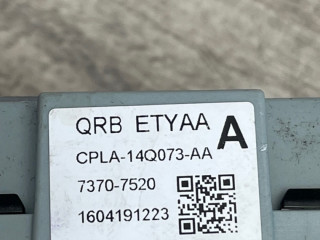 QRB ETYAA A
CPLA-14Q073-AA
7370-7520
1604191223